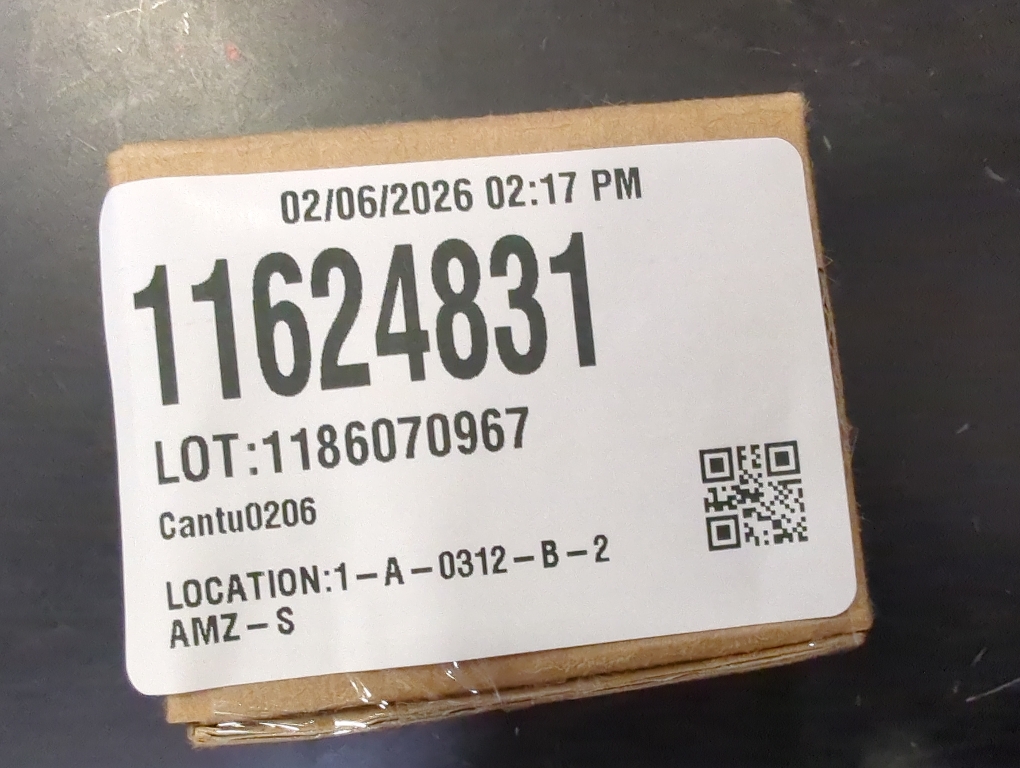 02/06/2026 02:17 PM
11624831
LOT:1186070967
Cantu0206
LOCATION:1-A-0312-B-2
AMZ-S